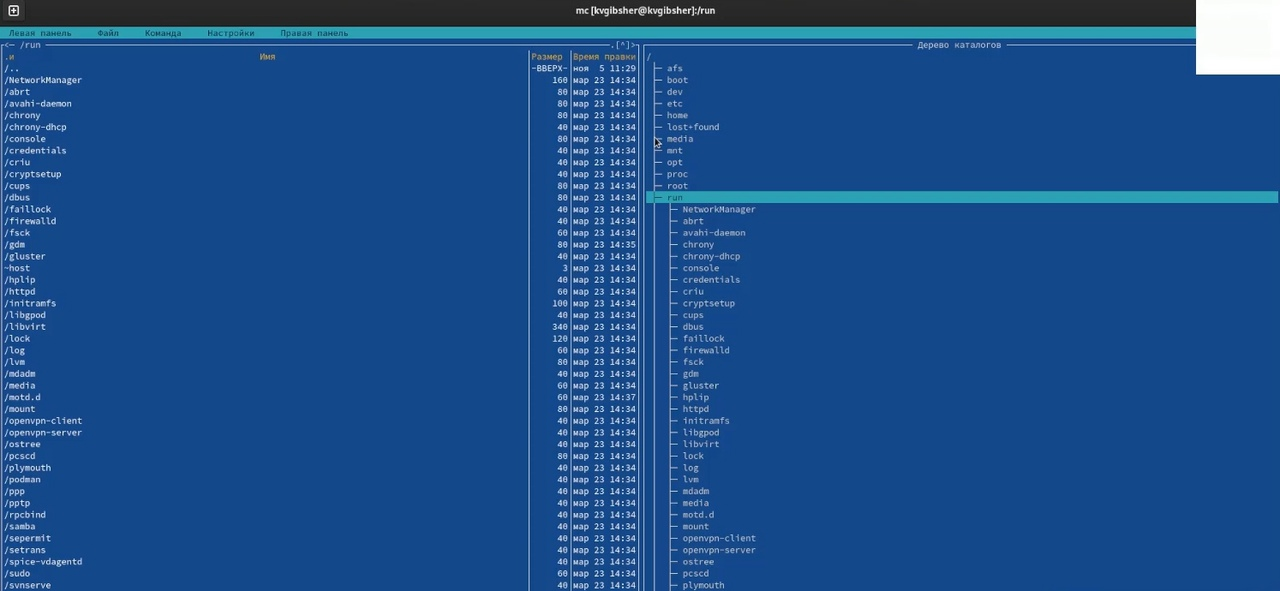 mc [kvgibsher@kvgibsher]:/run
Левая панель Файл Команда Настройки Правая панель
<─ /run .[^]>
.и Имя Размер Время правки
/.. -ВВЕРХ- ноя 5 11:29
/NetworkManager 160 мар 23 14:34
/abrt 80 мар 23 14:34
/avahi-daemon 80 мар 23 14:34
/chrony 80 мар 23 14:34
/chrony-dhcp 40 мар 23 14:34
/console 80 мар 23 14:34
/credentials 40 мар 23 14:34
/criu 40 мар 23 14:34
/cryptsetup 40 мар 23 14:34
/cups 80 мар 23 14:34
/dbus 80 мар 23 14:34
/faillock 40 мар 23 14:34
/firewalld 40 мар 23 14:34
/fsck 60 мар 23 14:34
/gdm 80 мар 23 14:35
/gluster 40 мар 23 14:34
~host 3 мар 23 14:34
/hplip 40 мар 23 14:34
/httpd 60 мар 23 14:34
/initramfs 100 мар 23 14:34
/libgpod 40 мар 23 14:34
/libvirt 340 мар 23 14:34
/lock 120 мар 23 14:34
/log 60 мар 23 14:34
/lvm 80 мар 23 14:34
/mdadm 40 мар 23 14:34
/media 60 мар 23 14:34
/motd.d 60 мар 23 14:37
/mount 80 мар 23 14:34
/openvpn-client 40 мар 23 14:34
/openvpn-server 40 мар 23 14:34
/ostree 40 мар 23 14:34
/pcscd 80 мар 23 14:34
/plymouth 40 мар 23 14:34
/podman 40 мар 23 14:34
/ppp 40 мар 23 14:34
/pptp 40 мар 23 14:34
/rpcbind 40 мар 23 14:34
/samba 40 мар 23 14:34
/sepermit 40 мар 23 14:34
/setrans 40 мар 23 14:34
/spice-vdagentd 40 мар 23 14:34
/sudo 60 мар 23 14:34
/svnserve 40 мар 23 14:34
Дерево каталогов
/
afs
boot
dev
etc
home
lost+found
media
mnt
opt
proc
root
run
NetworkManager
abrt
avahi-daemon
chrony
chrony-dhcp
console
credentials
criu
cryptsetup
cups
dbus
faillock
firewalld
fsck
gdm
gluster
hplip
httpd
initramfs
libgpod
libvirt
lock
log
lvm
mdadm
media
motd.d
mount
openvpn-client
openvpn-server
ostree
pcscd
plymouth